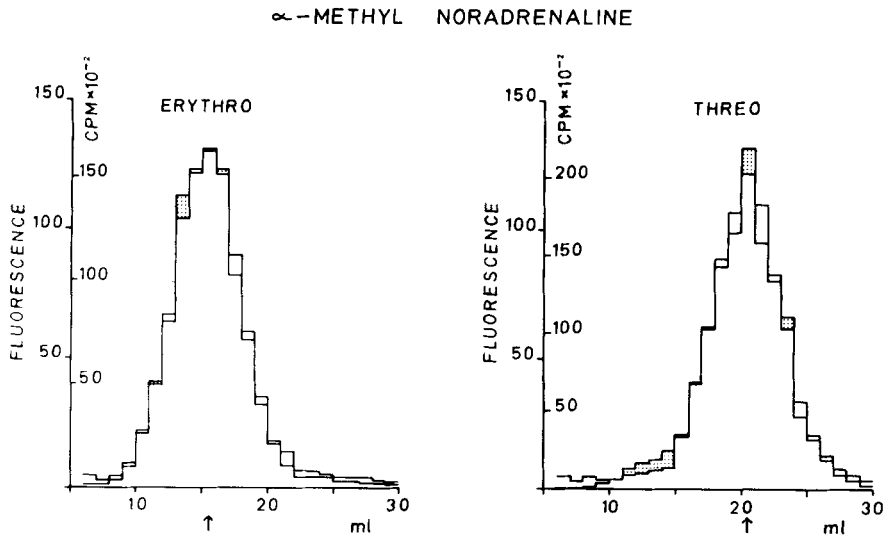 ∝-METHYL NORADRENALINE
ERYTHRO
FLUORESCENCE
CPM×10⁻²
150
100
50
150
100
50
10
20
30
↑
ml
THREO
FLUORESCENCE
CPM×10⁻²
150
100
50
200
150
100
50
10
20
30
↑
ml